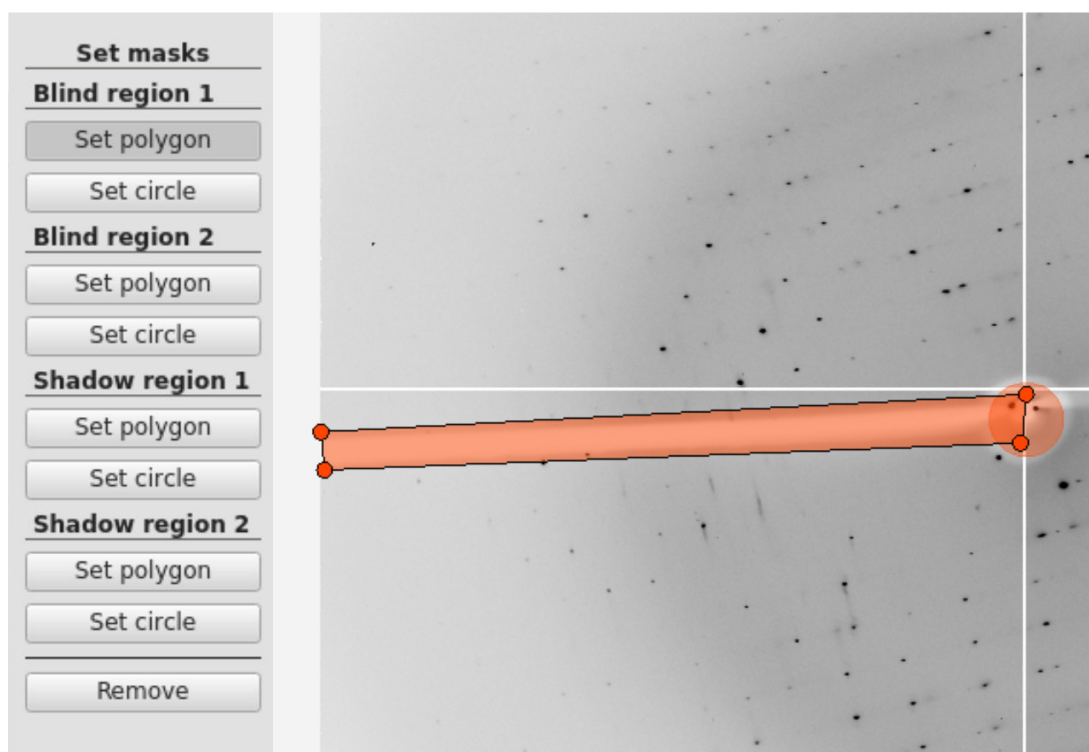 Set masks
Blind region 1
Set polygon
Set circle
Blind region 2
Set polygon
Set circle
Shadow region 1
Set polygon
Set circle
Shadow region 2
Set polygon
Set circle
Remove